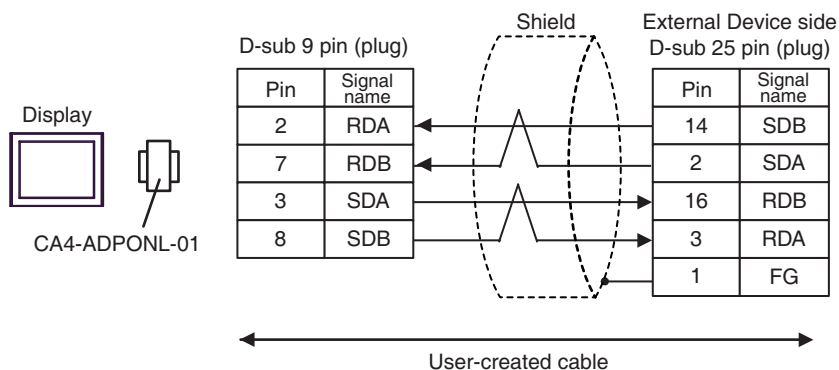 Shield
External Device side
D-sub 9 pin (plug)
D-sub 25 pin (plug)
Pin
Signal name
Pin
Signal name
Display
2
RDA
14
SDB
7
RDB
2
SDA
3
SDA
16
RDB
CA4-ADPONL-01
8
SDB
3
RDA
1
FG
User-created cable